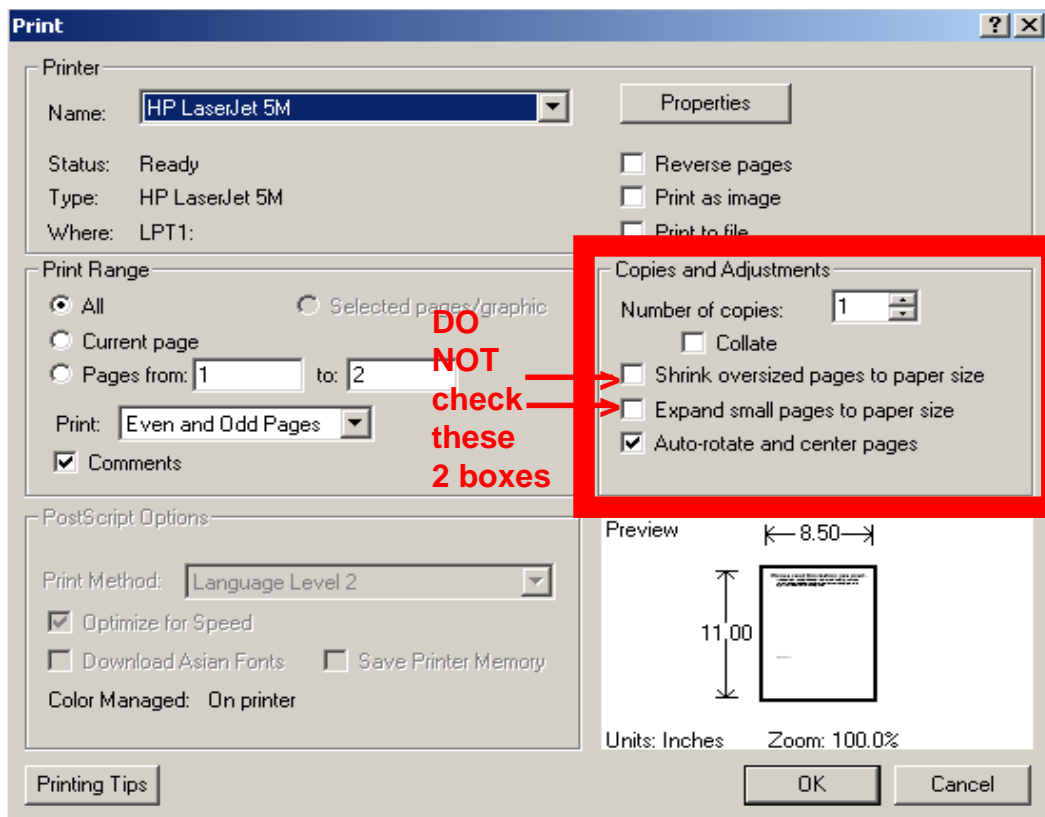 Print
Printer
Name: HP LaserJet 5M
Properties
Status: Ready
Type: HP LaserJet 5M
Where: LPT1:
Reverse pages
Print as image
Print to file
Print Range
All
Selected pages/graphic
Current page
Pages from: 1 to: 2
Print: Even and Odd Pages
Comments
DO
NOT
check
these
2 boxes
Copies and Adjustments
Number of copies: 1
Collate
Shrink oversized pages to paper size
Expand small pages to paper size
Auto-rotate and center pages
PostScript Options
Print Method: Language Level 2
Optimize for Speed
Download Asian Fonts
Save Printer Memory
Color Managed: On printer
Preview
8.50
11.00
Units: Inches Zoom: 100.0%
Printing Tips
OK
Cancel